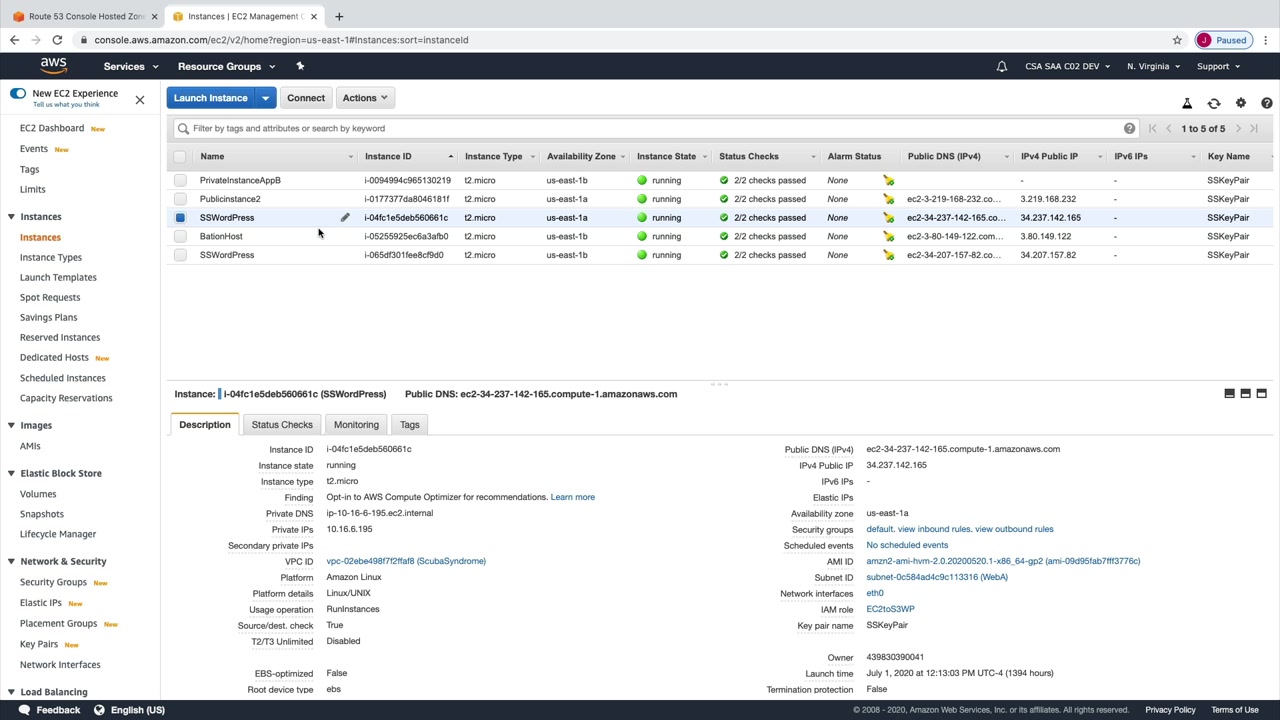 Route 53 Console Hosted Zon
Instances | EC2 Management C
console.aws.amazon.com/ec2/v2/home?region=us-east-1#Instances:sort=instanceId
J Paused
aws Services Resource Groups CSA SAA C02 DEV N. Virginia Support
New EC2 Experience
Tell us what you think
EC2 Dashboard New
Events New
Tags
Limits
Instances
Instances
Instance Types
Launch Templates
Spot Requests
Savings Plans
Reserved Instances
Dedicated Hosts New
Scheduled Instances
Capacity Reservations
Images
AMIs
Elastic Block Store
Volumes
Snapshots
Lifecycle Manager
Network & Security
Security Groups New
Elastic IPs New
Placement Groups New
Key Pairs New
Network Interfaces
Load Balancing
Launch Instance Connect Actions
Filter by tags and attributes or search by keyword
1 to 5 of 5
Name Instance ID Instance Type Availability Zone Instance State Status Checks Alarm Status Public DNS (IPv4) IPv4 Public IP IPv6 IPs Key Name
PrivateInstanceAppB i-0094994c965130219 t2.micro us-east-1b running 2/2 checks passed None - - SSKeyPair
Publicinstance2 i-0177377da8046181f t2.micro us-east-1a running 2/2 checks passed None ec2-3-219-168-232.co... 3.219.168.232 - SSKeyPair
SSWordPress i-04fc1e5deb560661c t2.micro us-east-1a running 2/2 checks passed None ec2-34-237-142-165.co... 34.237.142.165 - SSKeyPair
BationHost i-05255925ec6a3afb0 t2.micro us-east-1b running 2/2 checks passed None ec2-3-80-149-122.com... 3.80.149.122 - SSKeyPair
SSWordPress i-065df301fee8cf9d0 t2.micro us-east-1b running 2/2 checks passed None ec2-34-207-157-82.co... 34.207.157.82 - SSKeyPair
Instance: i-04fc1e5deb560661c (SSWordPress) Public DNS: ec2-34-237-142-165.compute-1.amazonaws.com
Description Status Checks Monitoring Tags
Instance ID i-04fc1e5deb560661c Public DNS (IPv4) ec2-34-237-142-165.compute-1.amazonaws.com
Instance state running IPv4 Public IP 34.237.142.165
Instance type t2.micro IPv6 IPs -
Finding Opt-in to AWS Compute Optimizer for recommendations. Learn more Elastic IPs
Private DNS ip-10-16-6-195.ec2.internal Availability zone us-east-1a
Private IPs 10.16.6.195 Security groups default. view inbound rules. view outbound rules
Secondary private IPs Scheduled events No scheduled events
VPC ID vpc-02ebe498f7f2ffaf8 (ScubaSyndrome) AMI ID amzn2-ami-hvm-2.0.20200520.1-x86_64-gp2 (ami-09d95fab7fff3776c)
Platform Amazon Linux Subnet ID subnet-0c584ad4c9c113316 (WebA)
Platform details Linux/UNIX Network interfaces eth0
Usage operation RunInstances IAM role EC2toS3WP
Source/dest. check True Key pair name SSKeyPair
T2/T3 Unlimited Disabled
Owner 439830390041
EBS-optimized False Launch time July 1, 2020 at 12:13:03 PM UTC-4 (1394 hours)
Root device type ebs Termination protection False
Feedback English (US) © 2008 - 2020, Amazon Web Services, Inc. or its affiliates. All rights reserved. Privacy Policy Terms of Use